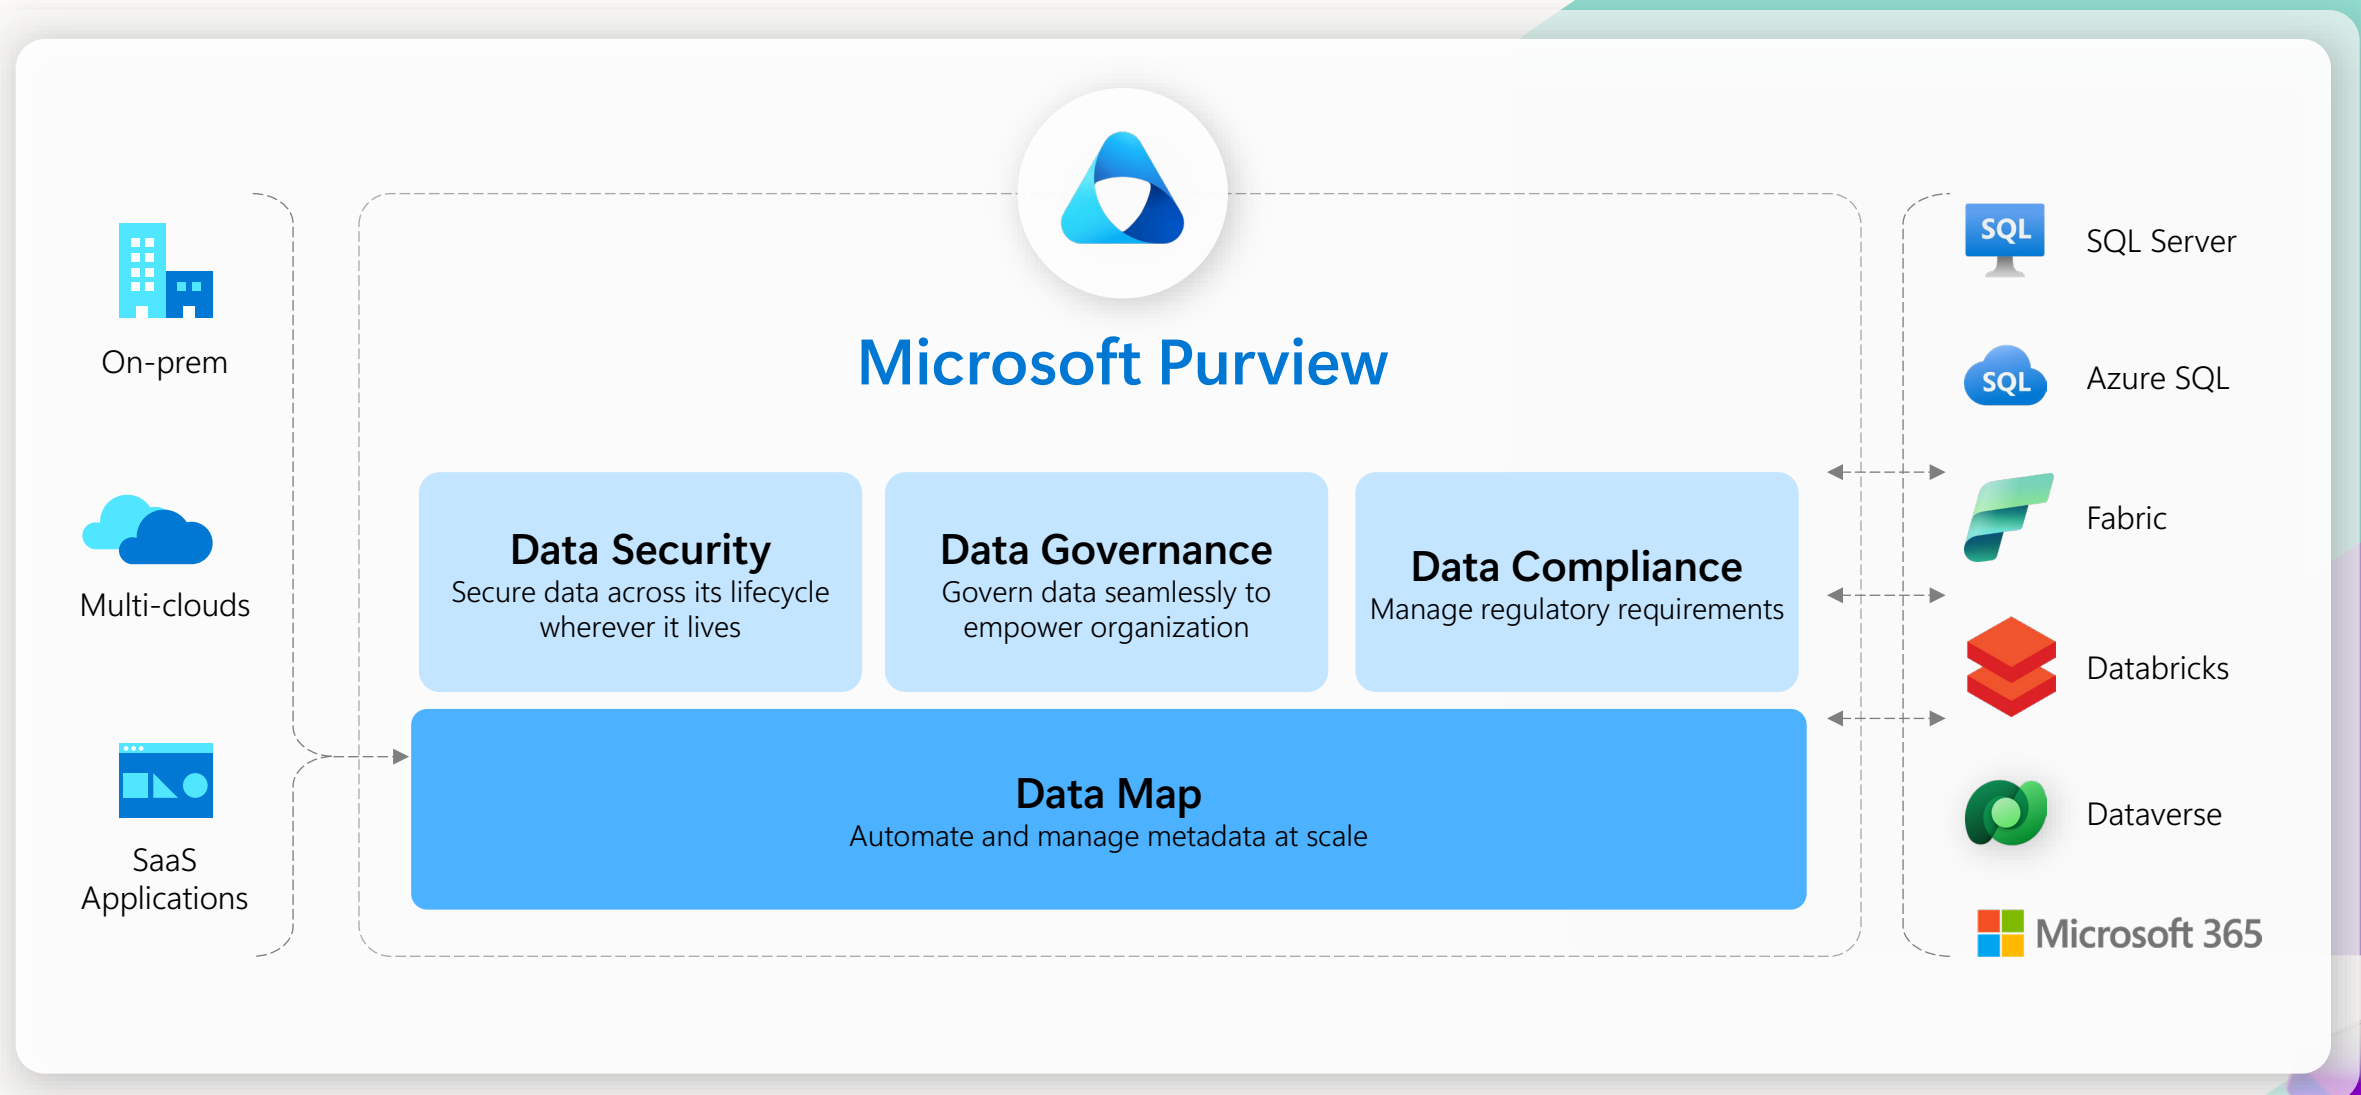 On-prem
Multi-clouds
SaaS
Applications
Microsoft Purview
Data Security
Secure data across its lifecycle
wherever it lives
Data Governance
Govern data seamlessly to
empower organization
Data Compliance
Manage regulatory requirements
Data Map
Automate and manage metadata at scale
SQL
SQL Server
SQL
Azure SQL
Fabric
Databricks
Dataverse
Microsoft 365